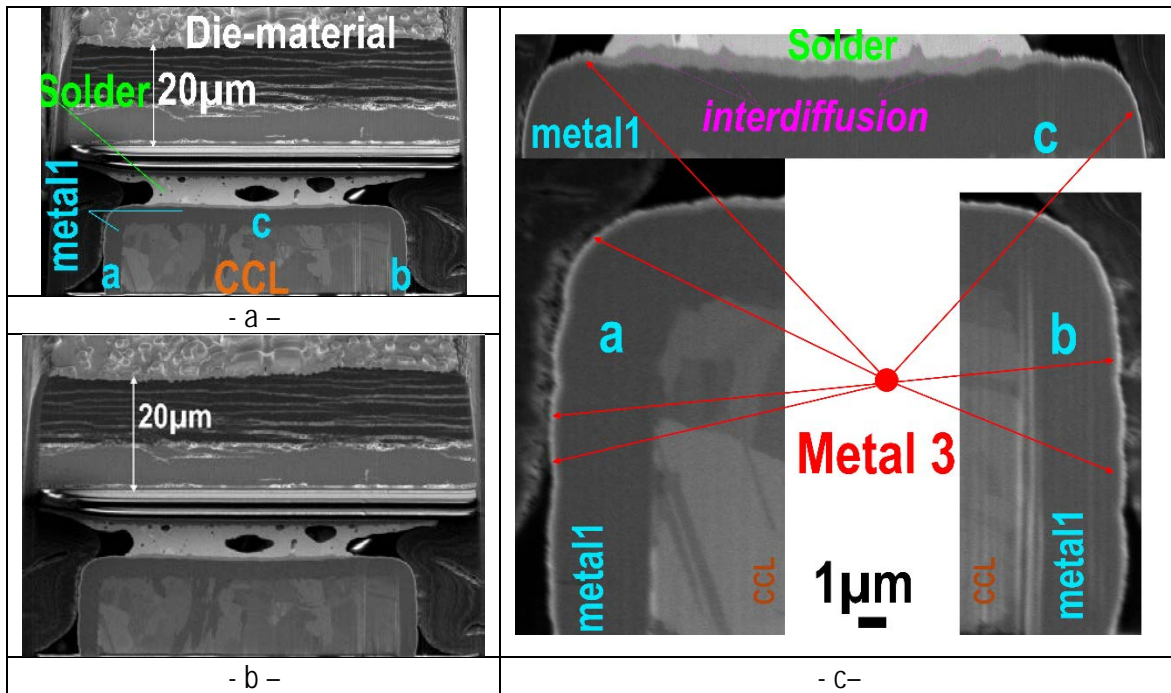 Die-material
Solder
20µm
metal1
c
a
CCL
b
- a –
20µm
- b –
Solder
interdiffusion
metal1
c
a
b
Metal 3
metal1
CCL
1µm
CCL
metal1
- c–